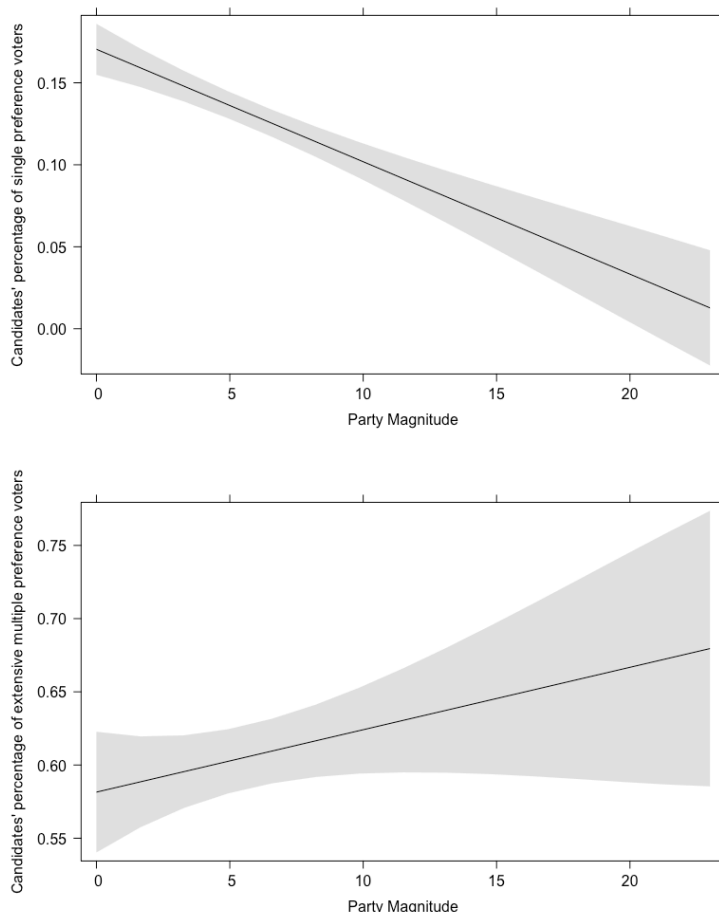 Candidates' percentage of single preference voters
0.15
0.10
0.05
0.00
0 5 10 15 20
Party Magnitude
Candidates' percentage of extensive multiple preference voters
0.75
0.70
0.65
0.60
0.55
0 5 10 15 20
Party Magnitude